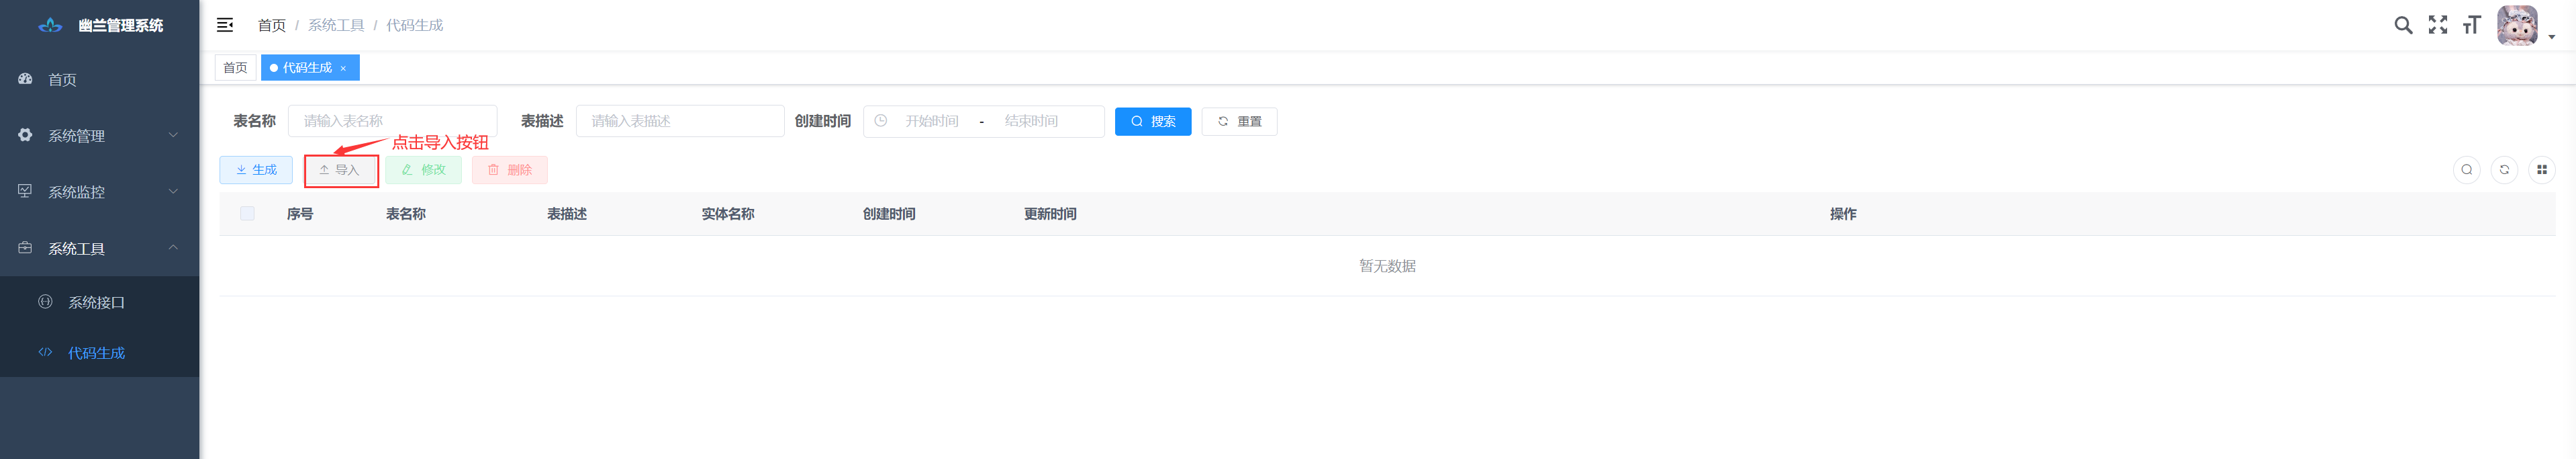 幽兰管理系统
首页 / 系统工具 / 代码生成
首页
系统管理
系统监控
系统工具
系统接口
代码生成
首页 代码生成 ×
表名称 请输入表名称 表描述 请输入表描述 创建时间 开始时间 - 结束时间 搜索 重置
点击导入按钮
生成 导入 修改 删除
序号 表名称 表描述 实体名称 创建时间 更新时间 操作
暂无数据